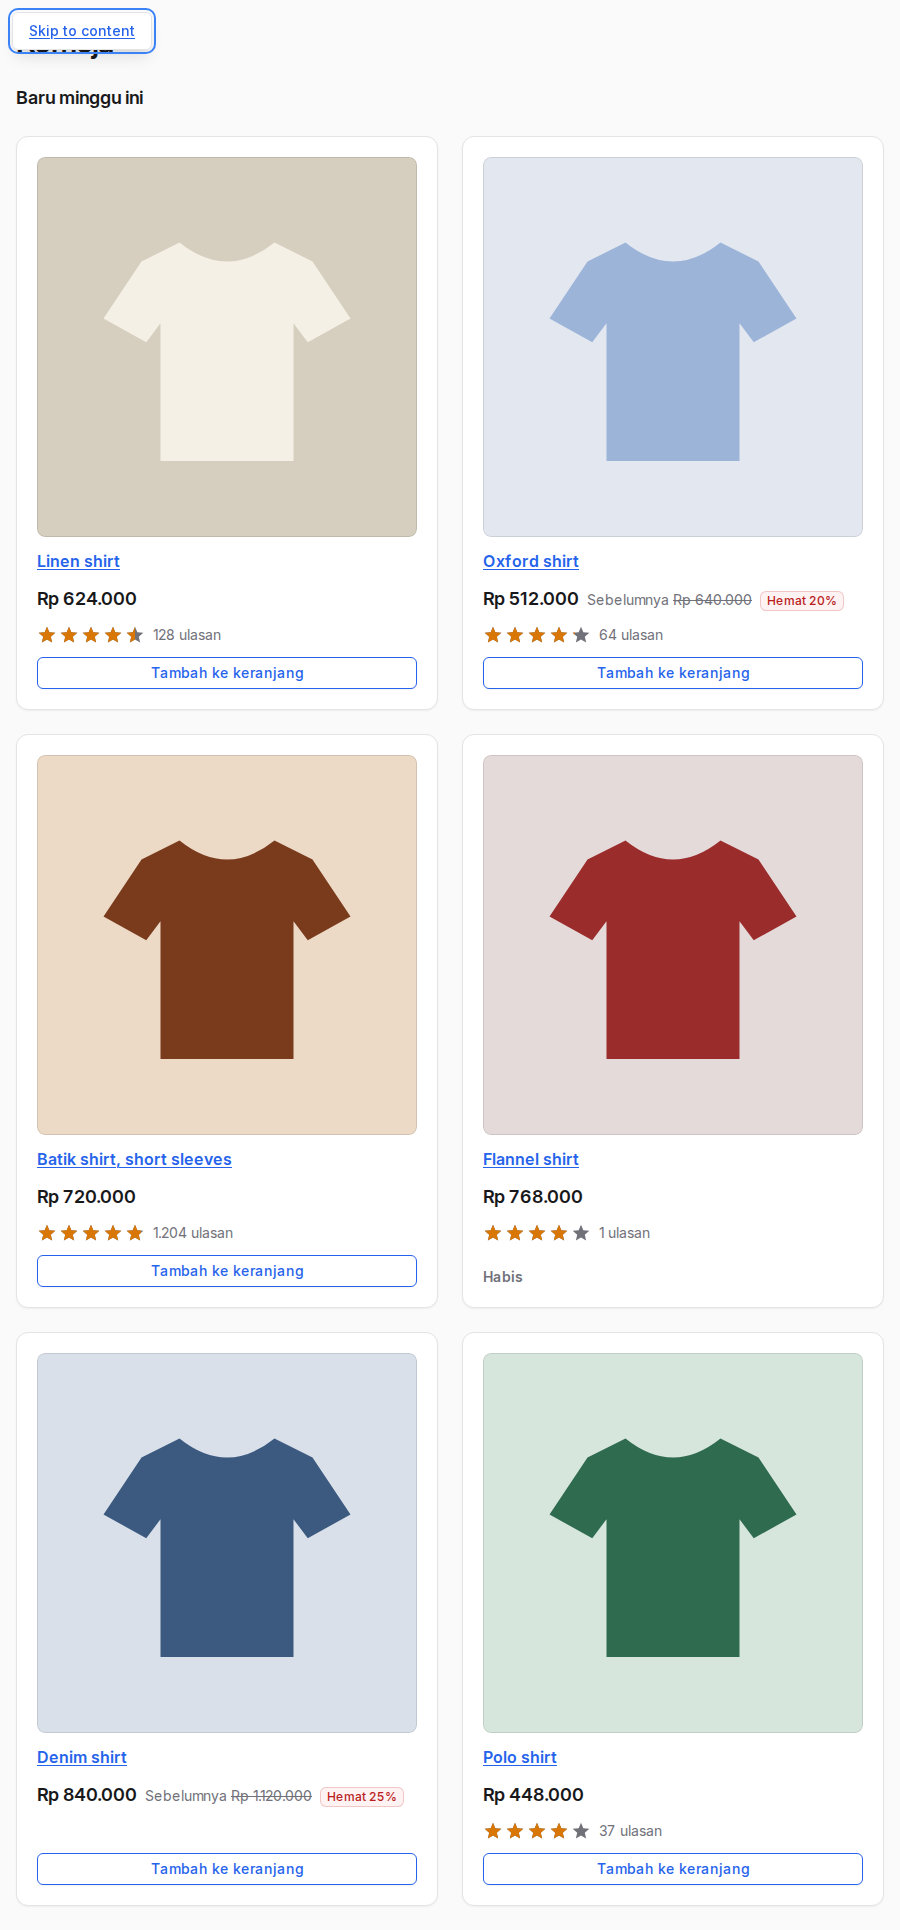 Skip to content
Baru minggu ini
Linen shirt
Rp 624.000
128 ulasan
Tambah ke keranjang
Oxford shirt
Rp 512.000 Sebelumnya Rp 640.000 Hemat 20%
64 ulasan
Tambah ke keranjang
Batik shirt, short sleeves
Rp 720.000
1.204 ulasan
Tambah ke keranjang
Flannel shirt
Rp 768.000
1 ulasan
Habis
Denim shirt
Rp 840.000 Sebelumnya Rp 1.120.000 Hemat 25%
Tambah ke keranjang
Polo shirt
Rp 448.000
37 ulasan
Tambah ke keranjang